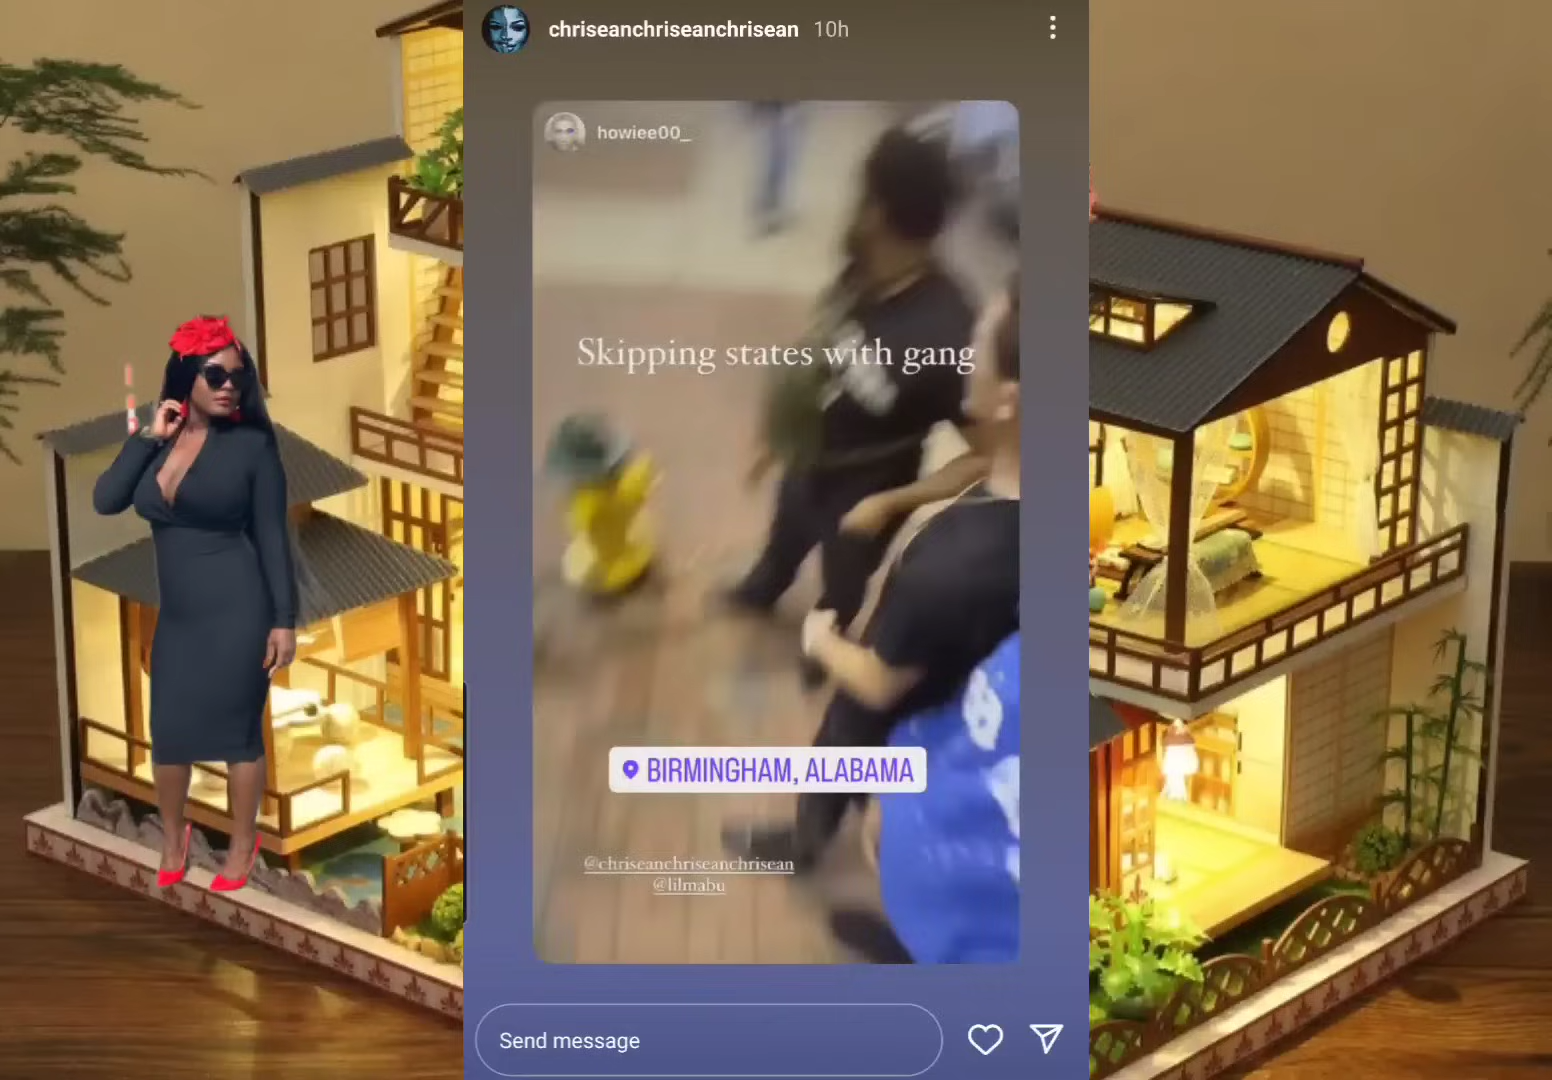 chriseanchriseanchrisean 10h
howiee00_
Skipping states with gang
BIRMINGHAM, ALABAMA
@chriseanchriseanchrisean
@lilmabu
Send message